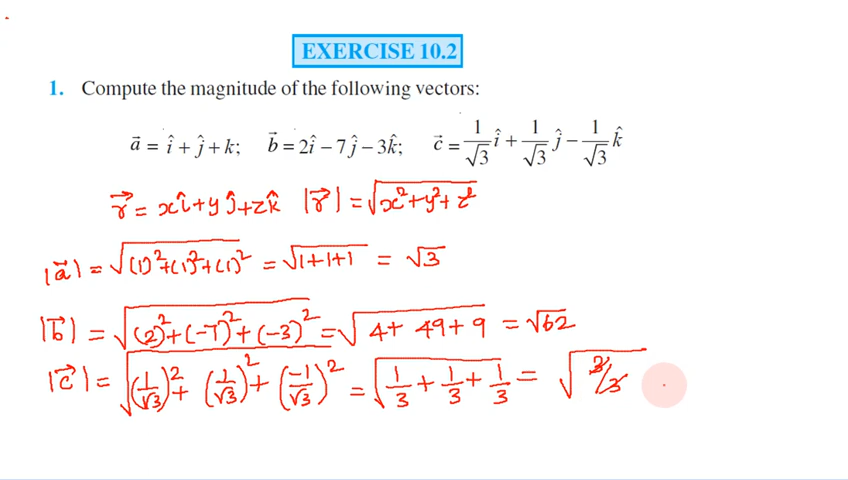 EXERCISE 10.2
1. Compute the magnitude of the following vectors:
a⃗ = î + ĵ + k; b⃗ = 2î − 7ĵ − 3k̂; c⃗ = 1/√3 î + 1/√3 ĵ − 1/√3 k̂
r⃗ = xî + yĵ + zk̂ |r⃗| = √(x² + y² + z²)
|a⃗| = √((1)² + (1)² + (1)²) = √(1+1+1) = √3
|b⃗| = √((2)² + (-7)² + (-3)²) = √(4 + 49 + 9) = √62
|c⃗| = √((1/√3)² + (1/√3)² + (-1/√3)²) = √(1/3 + 1/3 + 1/3) = √(3/3)